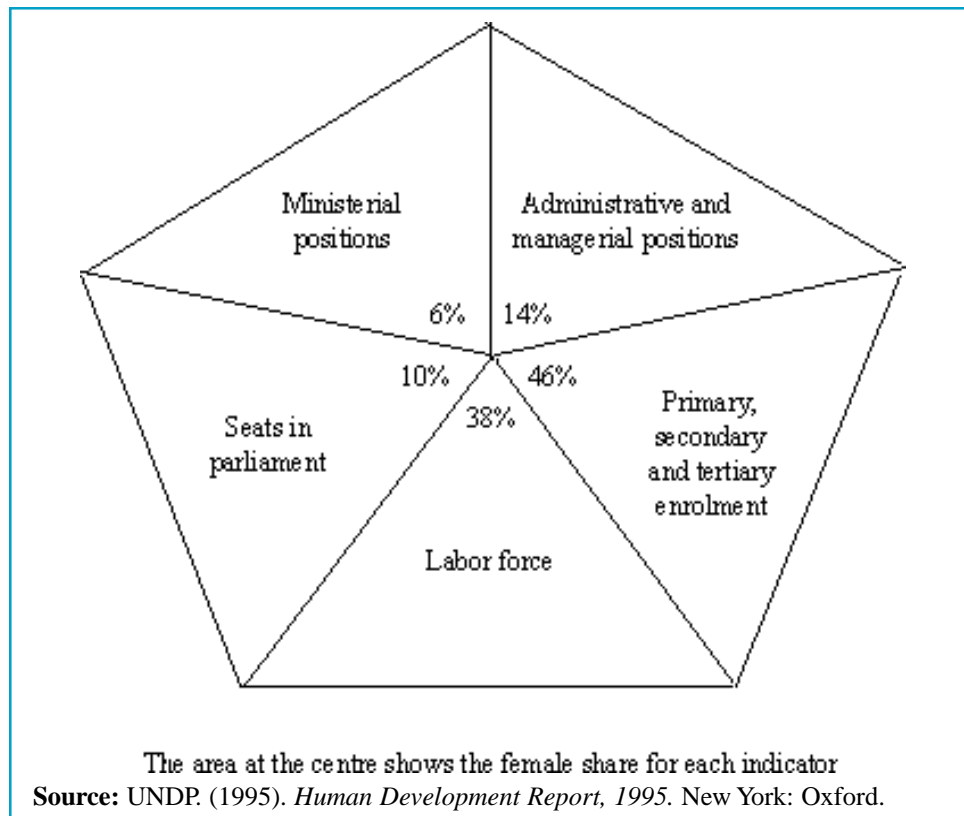 Ministerial
positions
Administrative and
managerial positions
6%
14%
10%
46%
38%
Seats in
parliament
Primary,
secondary
and tertiary
enrolment
Labor force
The area at the centre shows the female share for each indicator
Source: UNDP. (1995). Human Development Report, 1995. New York: Oxford.